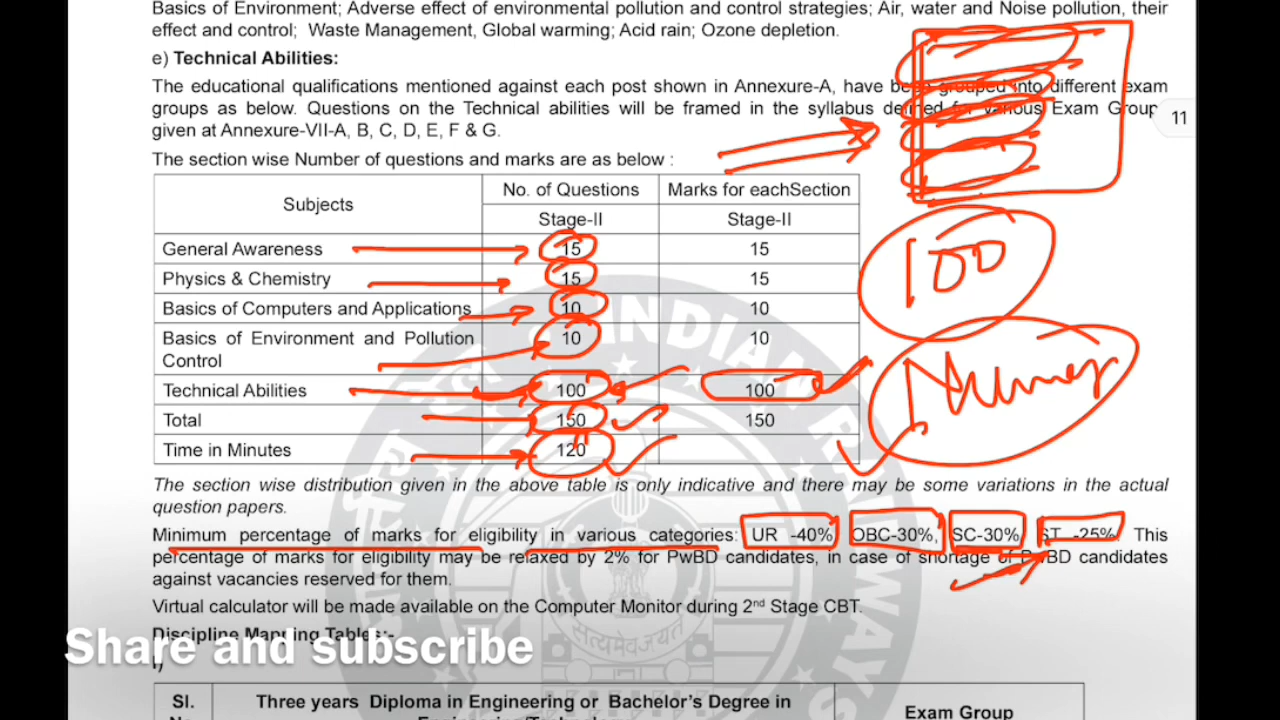 Basics of Environment; Adverse effect of environmental pollution and control strategies; Air, water and Noise pollution, their
effect and control; Waste Management, Global warming; Acid rain; Ozone depletion.
e) Technical Abilities:
The educational qualifications mentioned against each post shown in Annexure-A, have been grouped into different exam
groups as below. Questions on the Technical abilities will be framed in the syllabus defined for various Exam Group
given at Annexure-VII-A, B, C, D, E, F & G.
11
The section wise Number of questions and marks are as below :
Subjects No. of Questions Marks for eachSection
Stage-II Stage-II
General Awareness 15 15
Physics & Chemistry 15 15
Basics of Computers and Applications 10 10
Basics of Environment and Pollution Control 10 10
Technical Abilities 100 100
Total 150 150
Time in Minutes 120
100
The section wise distribution given in the above table is only indicative and there may be some variations in the actual
question papers.
Minimum percentage of marks for eligibility in various categories: UR -40% OBC-30%, SC-30% ST -25% This
percentage of marks for eligibility may be relaxed by 2% for PwBD candidates, in case of shortage of PwBD candidates
against vacancies reserved for them.
Virtual calculator will be made available on the Computer Monitor during 2nd Stage CBT.
Discipline Mapping Tables:-
Share and subscribe
I)
Sl. Three years Diploma in Engineering or Bachelor's Degree in Exam Group
INDIAN RAILWAYS
सत्यमेव जयते